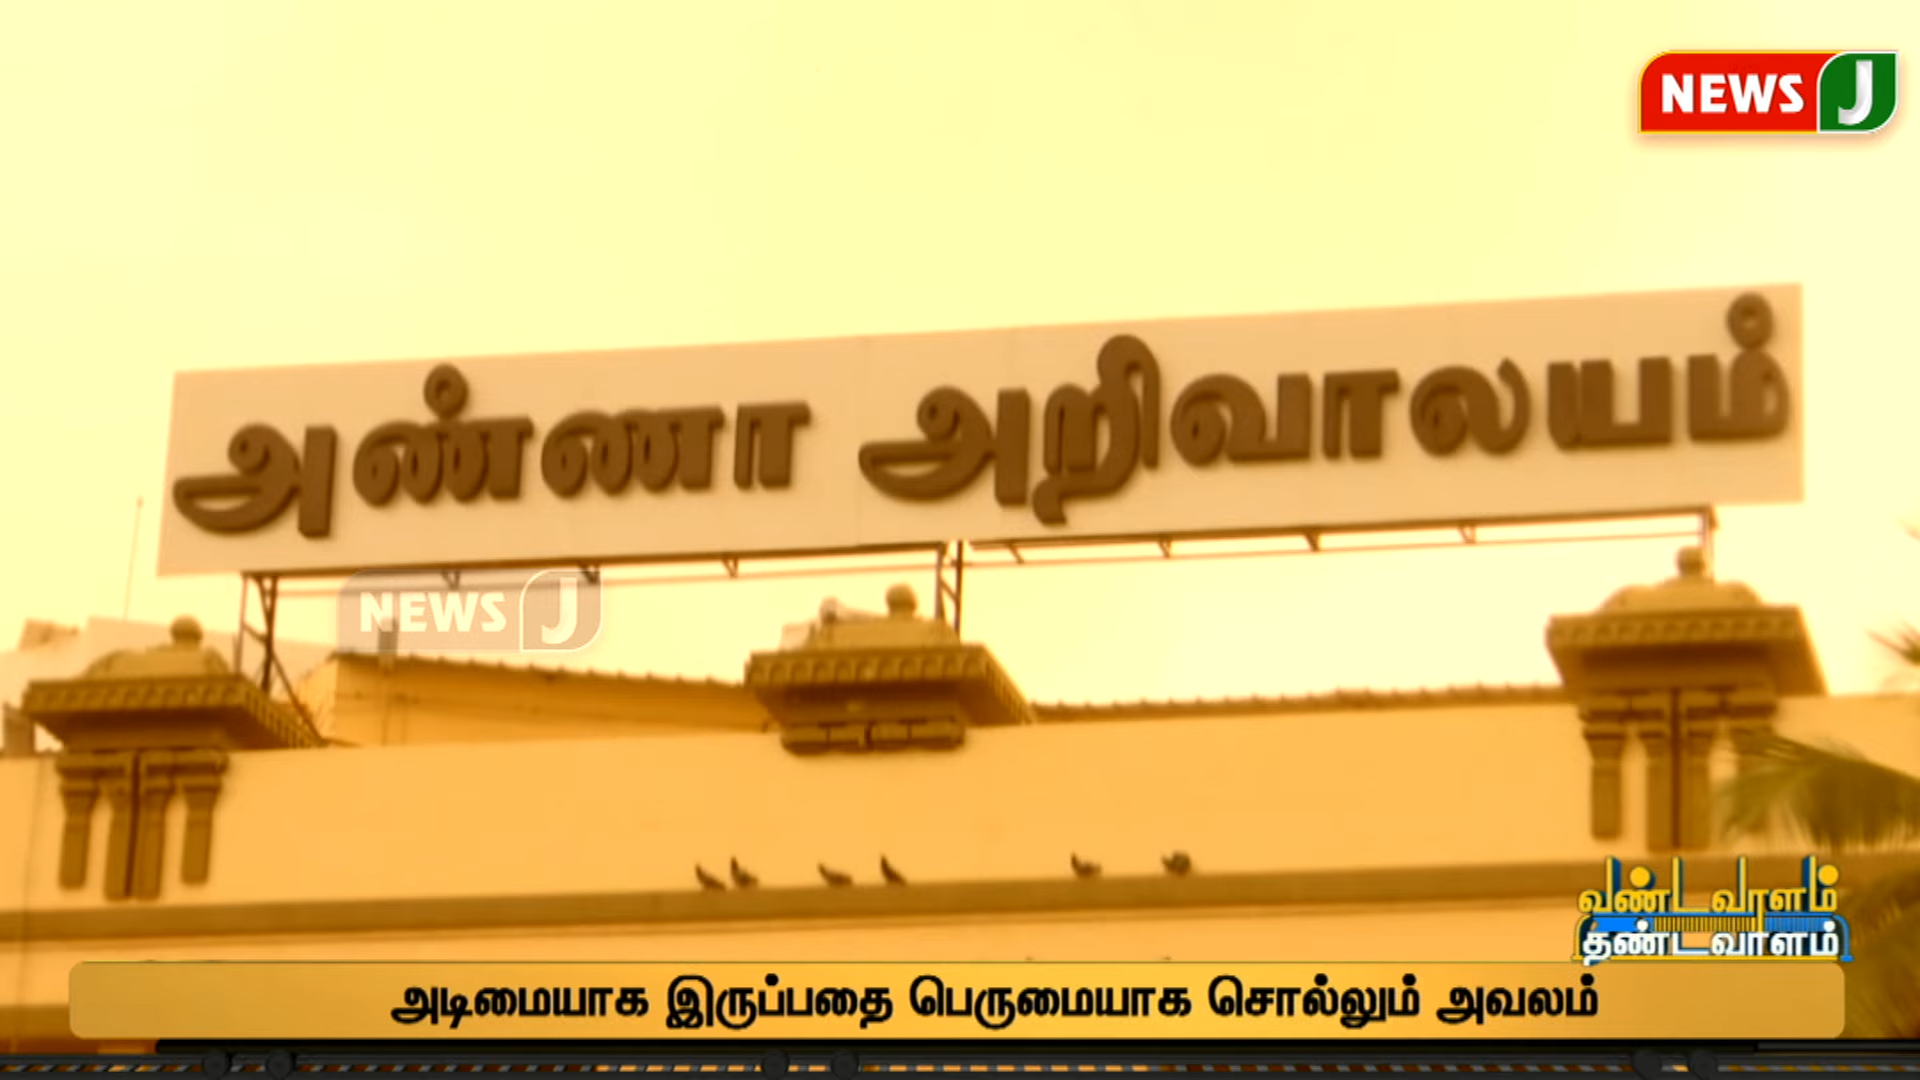 NEWS J
அண்ணா அறிவாலயம்
NEWS J
வண்டவாளம்
தண்டவாளம்
அடிமையாக இருப்பதை பெருமையாக சொல்லும் அவலம்